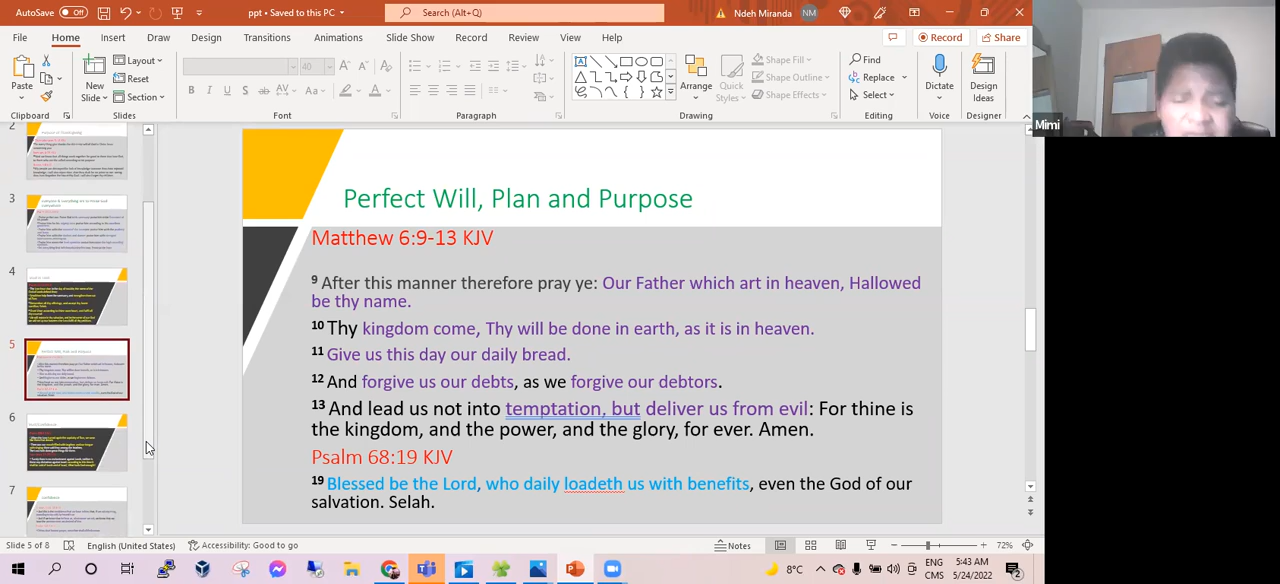 AutoSave Off ppt • Saved to this PC Search (Alt+Q) Ndeh Miranda NM
File Home Insert Draw Design Transitions Animations Slide Show Record Review View Help Record Share
Paste New Slide Layout Reset Section 40 Arrange Quick Styles Shape Fill Shape Outline Shape Effects Find Replace Select Dictate Design Ideas
Clipboard Slides Font Paragraph Drawing Editing Voice Designer
Mimi
2
3
4
5
6
7
Perfect Will, Plan and Purpose
Matthew 6:9-13 KJV
9 After this manner therefore pray ye: Our Father which art in heaven, Hallowed
be thy name.
10 Thy kingdom come, Thy will be done in earth, as it is in heaven.
11 Give us this day our daily bread.
12 And forgive us our debts, as we forgive our debtors.
13 And lead us not into temptation, but deliver us from evil: For thine is
the kingdom, and the power, and the glory, for ever. Amen.
Psalm 68:19 KJV
19 Blessed be the Lord, who daily loadeth us with benefits, even the God of our
salvation. Selah.
Slide 5 of 8 English (United States) Accessibility: Good to go Notes 72%
8°C ENG 5:43 AM
CMS 5/24/2022 2